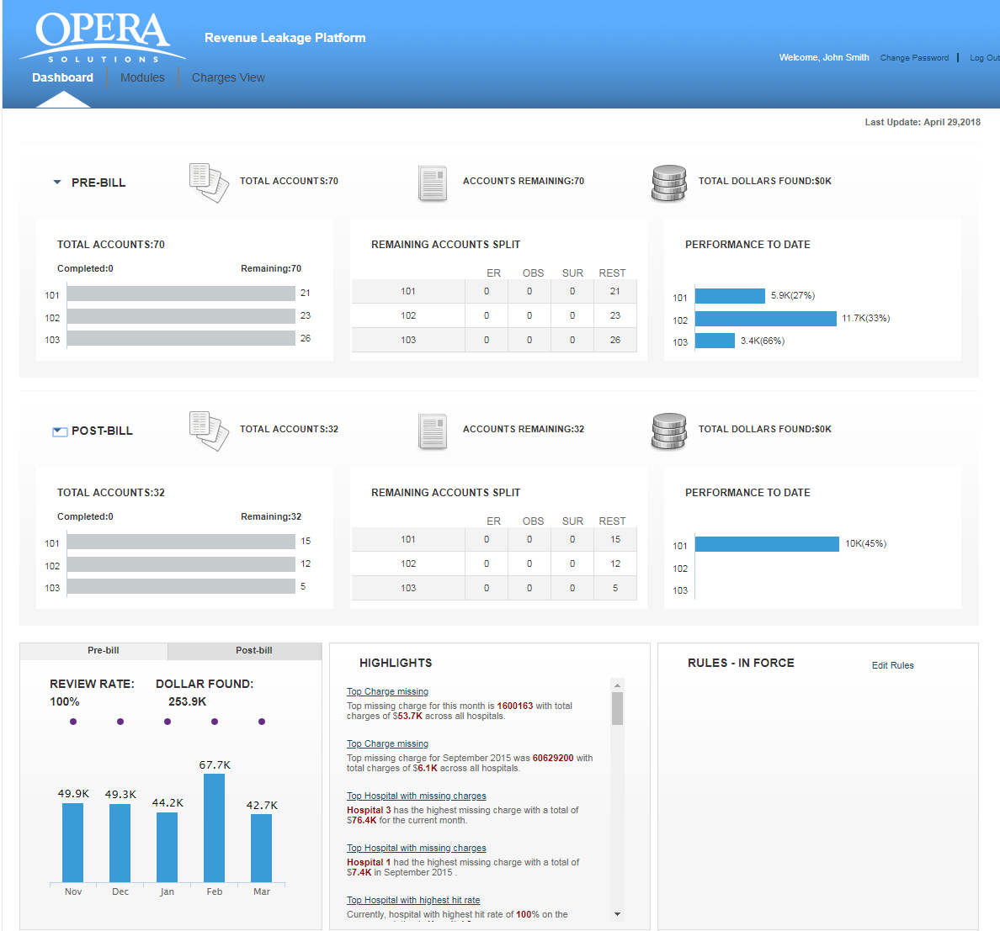 OPERA
SOLUTIONS
Revenue Leakage Platform
Welcome, John Smith Change Password Log Out
Dashboard Modules Charges View
Last Update: April 29,2018
PRE-BILL TOTAL ACCOUNTS:70 ACCOUNTS REMAINING:70 TOTAL DOLLARS FOUND:$0K
TOTAL ACCOUNTS:70
Completed:0 Remaining:70
101 21
102 23
103 26
REMAINING ACCOUNTS SPLIT
ER OBS SUR REST
101 0 0 0 21
102 0 0 0 23
103 0 0 0 26
PERFORMANCE TO DATE
101 5.9K(27%)
102 11.7K(33%)
103 3.4K(66%)
POST-BILL TOTAL ACCOUNTS:32 ACCOUNTS REMAINING:32 TOTAL DOLLARS FOUND:$0K
TOTAL ACCOUNTS:32
Completed:0 Remaining:32
101 15
102 12
103 5
REMAINING ACCOUNTS SPLIT
ER OBS SUR REST
101 0 0 0 15
102 0 0 0 12
103 0 0 0 5
PERFORMANCE TO DATE
101 10K(45%)
102
103
Pre-bill Post-bill
REVIEW RATE: DOLLAR FOUND:
100% 253.9K
49.9K 49.3K 44.2K 67.7K 42.7K
Nov Dec Jan Feb Mar
HIGHLIGHTS
Top Charge missing
Top missing charge for this month is 1600163 with total
charges of $53.7K across all hospitals.
Top Charge missing
Top missing charge for September 2015 was 60629200 with
total charges of $6.1K across all hospitals.
Top Hospital with missing charges
Hospital 3 has the highest missing charge with a total of
$76.4K for the current month.
Top Hospital with missing charges
Hospital 1 had the highest missing charge with a total of
$7.4K in September 2015 .
Top Hospital with highest hit rate
Currently, hospital with highest hit rate of 100% on the
RULES - IN FORCE
Edit Rules